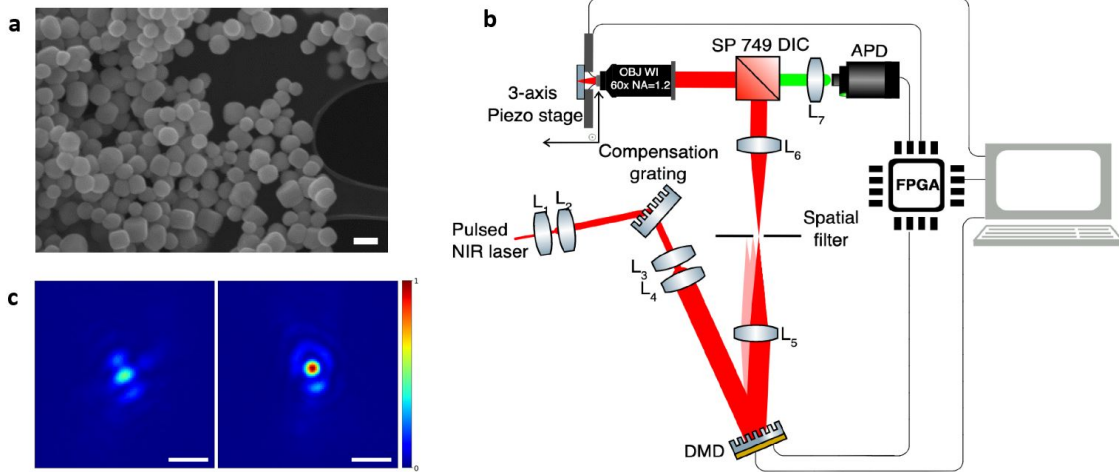 a
b
SP 749 DIC
APD
OBJ WI
60x NA=1.2
3-axis
Piezo stage
L7
L6
Compensation
grating
FPGA
L1 L2
Pulsed
NIR laser
Spatial
filter
L3
L4
L5
DMD
c
1
0